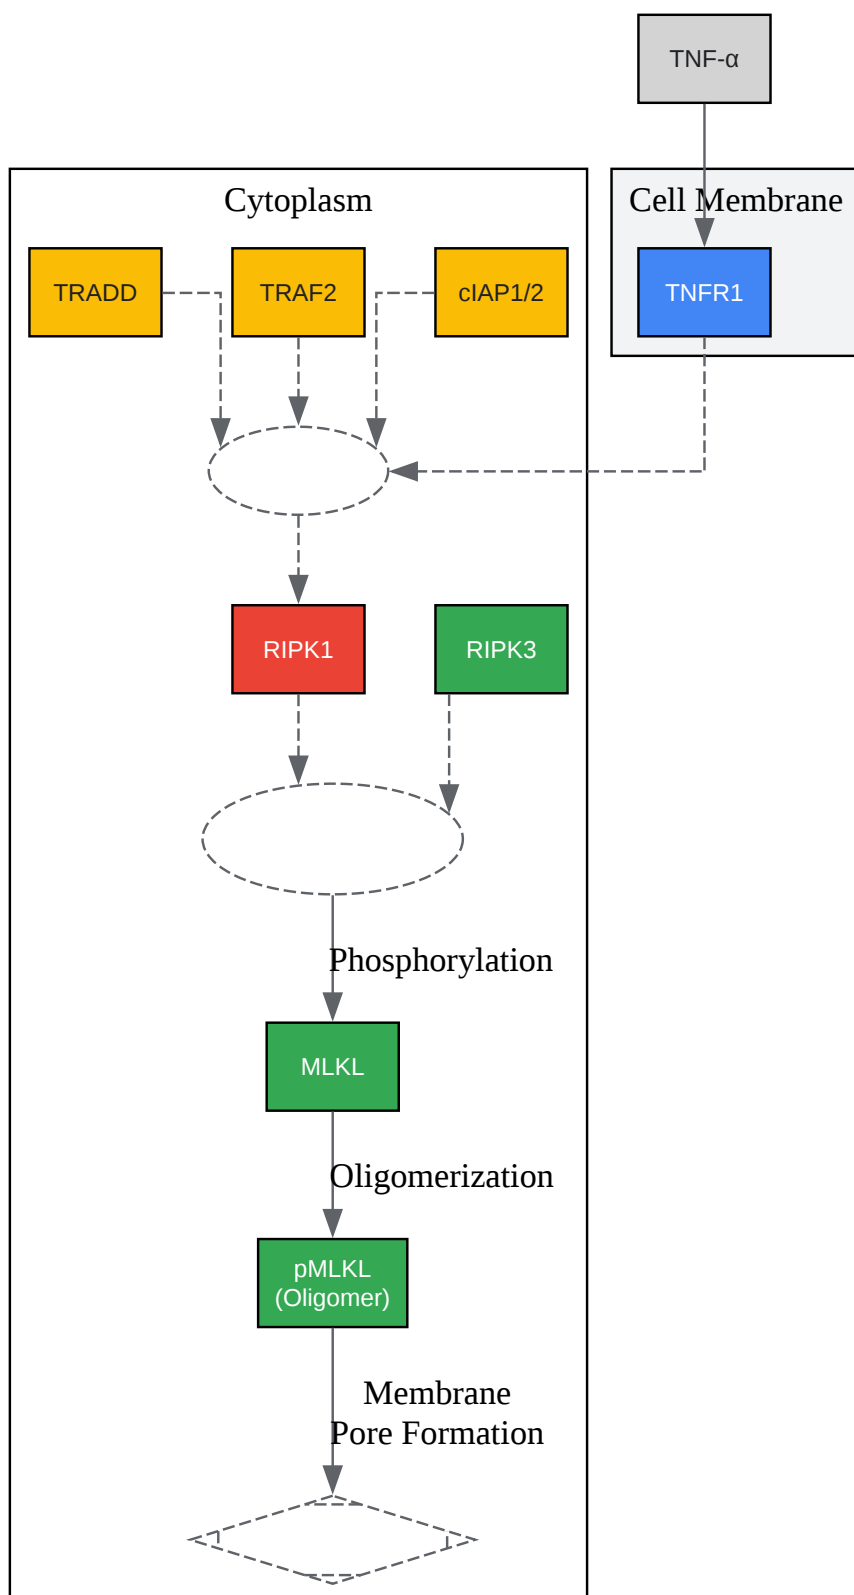 TNF-α
Cytoplasm
Cell Membrane
TRADD
TRAF2
cIAP1/2
TNFR1
RIPK1
RIPK3
Phosphorylation
MLKL
Oligomerization
pMLKL
(Oligomer)
Membrane
Pore Formation